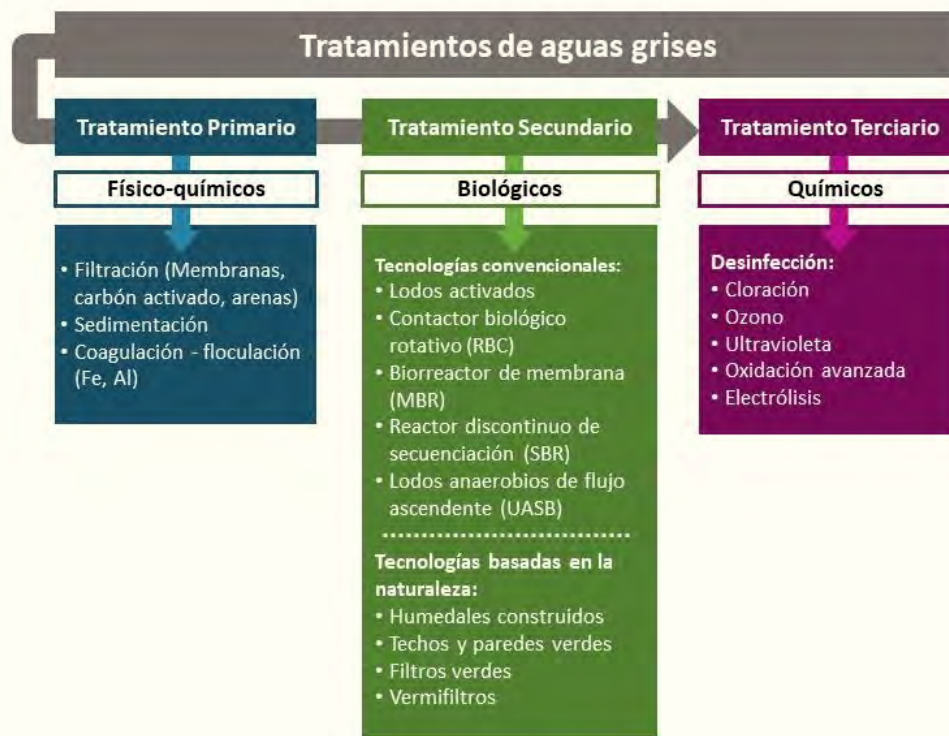 Tratamientos de aguas grises
Tratamiento Primario
Físico-químicos
• Filtración (Membranas,
carbón activado, arenas)
• Sedimentación
• Coagulación - floculación
(Fe, Al)
Tratamiento Secundario
Biológicos
Tecnologías convencionales:
• Lodos activados
• Contactor biológico
rotativo (RBC)
• Biorreactor de membrana
(MBR)
• Reactor discontinuo de
secuenciación (SBR)
• Lodos anaerobios de flujo
ascendente (UASB)
Tecnologías basadas en la
naturaleza:
• Humedales construidos
• Techos y paredes verdes
• Filtros verdes
• Vermifiltros
Tratamiento Terciario
Químicos
Desinfección:
• Cloración
• Ozono
• Ultravioleta
• Oxidación avanzada
• Electrólisis